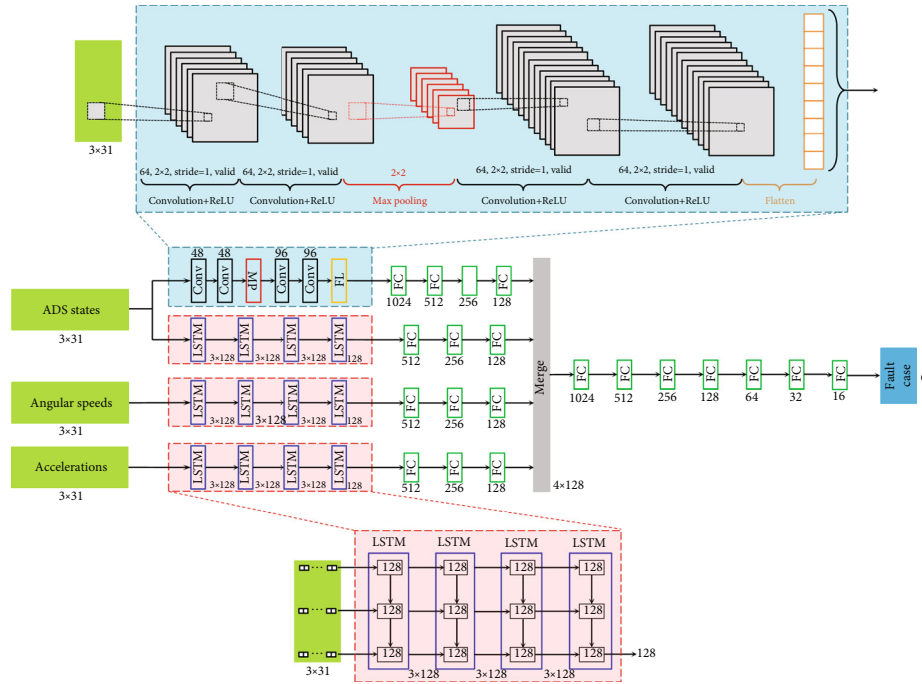 3×31
64, 2×2, stride=1, valid
64, 2×2, stride=1, valid
2×2
64, 2×2, stride=1, valid
64, 2×2, stride=1, valid
Convolution+ReLU
Convolution+ReLU
Max pooling
Convolution+ReLU
Convolution+ReLU
Flatten
48
48
96
96
Conv
Conv
MP
Conv
Conv
FL
FC
FC
FC
1024
512
256
128
ADS states
3×31
LSTM
LSTM
LSTM
LSTM
3×128
3×128
3×128
128
FC
FC
FC
512
256
128
Angular speeds
3×31
LSTM
LSTM
LSTM
LSTM
3×128
3×128
3×128
128
FC
FC
FC
512
256
128
Accelerations
3×31
LSTM
LSTM
LSTM
LSTM
3×128
3×128
3×128
128
FC
FC
FC
512
256
128
Merge
4×128
FC
FC
FC
FC
FC
FC
FC
1024
512
256
128
64
32
16
Fault
case
LSTM
LSTM
LSTM
LSTM
128
128
128
128
128
128
128
128
128
128
128
128
128
3×31
3×128
3×128
3×128